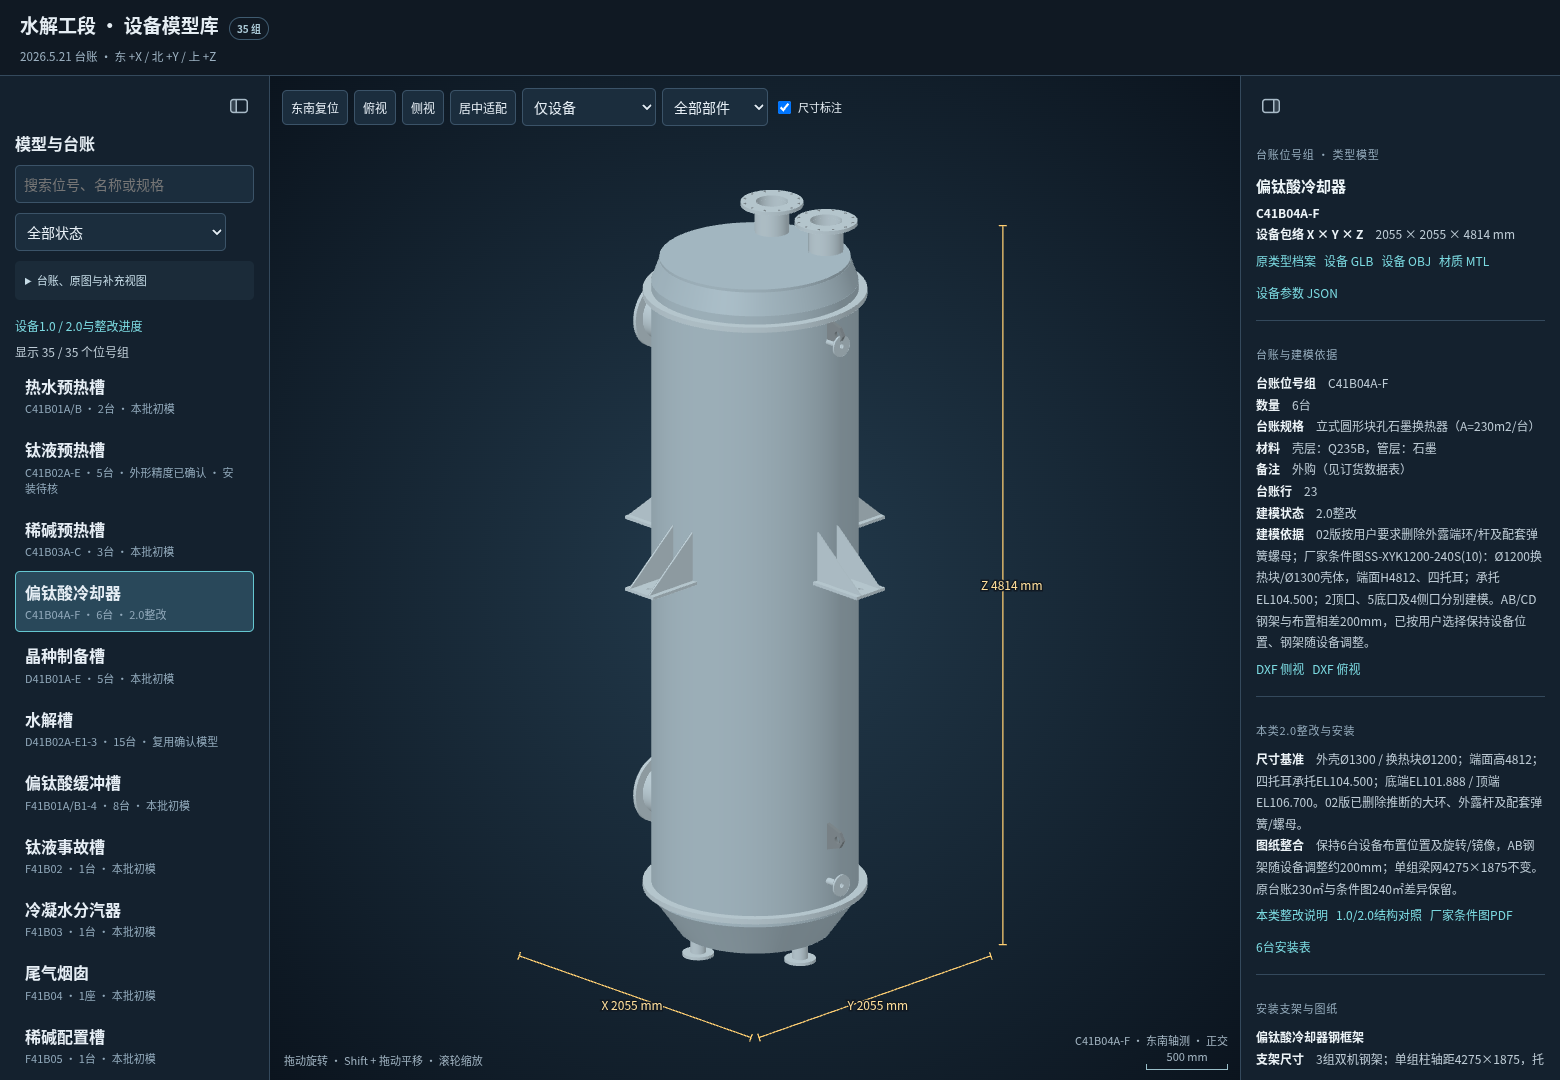 水解工段 · 设备模型库 35 组
2026.5.21 台账 · 东 +X / 北 +Y / 上 +Z
模型与台账
搜索位号、名称或规格
全部状态
▸ 台账、原图与补充视图
设备1.0 / 2.0与整改进度
显示 35 / 35 个位号组
热水预热槽
C41B01A/B · 2台 · 本批初模
钛液预热槽
C41B02A-E · 5台 · 外形精度已确认 · 安
装待核
稀碱预热槽
C41B03A-C · 3台 · 本批初模
偏钛酸冷却器
C41B04A-F · 6台 · 2.0整改
晶种制备槽
D41B01A-E · 5台 · 本批初模
水解槽
D41B02A-E1-3 · 15台 · 复用确认模型
偏钛酸缓冲槽
F41B01A/B1-4 · 8台 · 本批初模
钛液事故槽
F41B02 · 1台 · 本批初模
冷凝水分汽器
F41B03 · 1台 · 本批初模
尾气烟囱
F41B04 · 1座 · 本批初模
稀碱配置槽
F41B05 · 1台 · 本批初模
东南复位 俯视 侧视 居中适配 仅设备 全部部件 尺寸标注
Z 4814 mm
X 2055 mm
Y 2055 mm
拖动旋转 · Shift + 拖动平移 · 滚轮缩放
C41B04A-F · 东南轴测 · 正交
500 mm
台账位号组 · 类型模型
偏钛酸冷却器
C41B04A-F
设备包络 X × Y × Z 2055 × 2055 × 4814 mm
原类型档案 设备 GLB 设备 OBJ 材质 MTL
设备参数 JSON
台账与建模依据
台账位号组 C41B04A-F
数量 6台
台账规格 立式圆形块孔石墨换热器（A=230m2/台）
材料 壳层：Q235B，管层：石墨
备注 外购（见订货数据表）
台账行 23
建模状态 2.0整改
建模依据 02版按用户要求删除外露端环/杆及配套弹
簧螺母；厂家条件图SS-XYK1200-240S(10)：Ø1200换
热块/Ø1300壳体，端面H4812、四托耳；承托
EL104.500；2顶口、5底口及4侧口分别建模。AB/CD
钢架与布置相差200mm，已按用户选择保持设备位
置、钢架随设备调整。
DXF 侧视 DXF 俯视
本类2.0整改与安装
尺寸基准 外壳Ø1300 / 换热块Ø1200；端面高4812；
四托耳承托EL104.500；底端EL101.888 / 顶端
EL106.700。02版已删除推断的大环、外露杆及配套弹
簧/螺母。
图纸整合 保持6台设备布置位置及旋转/镜像，AB钢
架随设备调整约200mm；单组梁网4275×1875不变。
原台账230㎡与条件图240㎡差异保留。
本类整改说明 1.0/2.0结构对照 厂家条件图PDF
6台安装表
安装支架与图纸
偏钛酸冷却器钢框架
支架尺寸 3组双机钢架；单组柱轴距4275×1875，托